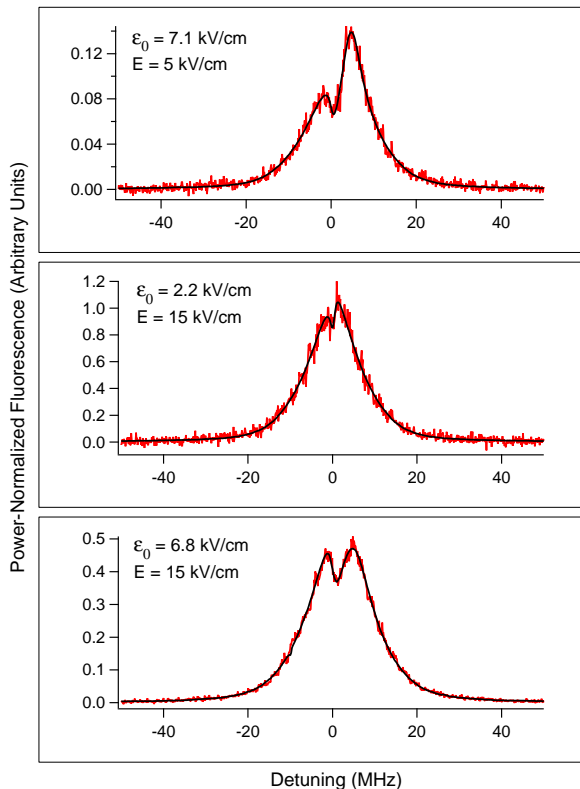 Power-Normalized Fluorescence (Arbitrary Units)
ε₀ = 7.1 kV/cm
E = 5 kV/cm
0.12
0.08
0.04
0.00
-40 -20 0 20 40
ε₀ = 2.2 kV/cm
E = 15 kV/cm
1.2
1.0
0.8
0.6
0.4
0.2
0.0
-40 -20 0 20 40
ε₀ = 6.8 kV/cm
E = 15 kV/cm
0.5
0.4
0.3
0.2
0.1
0.0
-40 -20 0 20 40
Detuning (MHz)